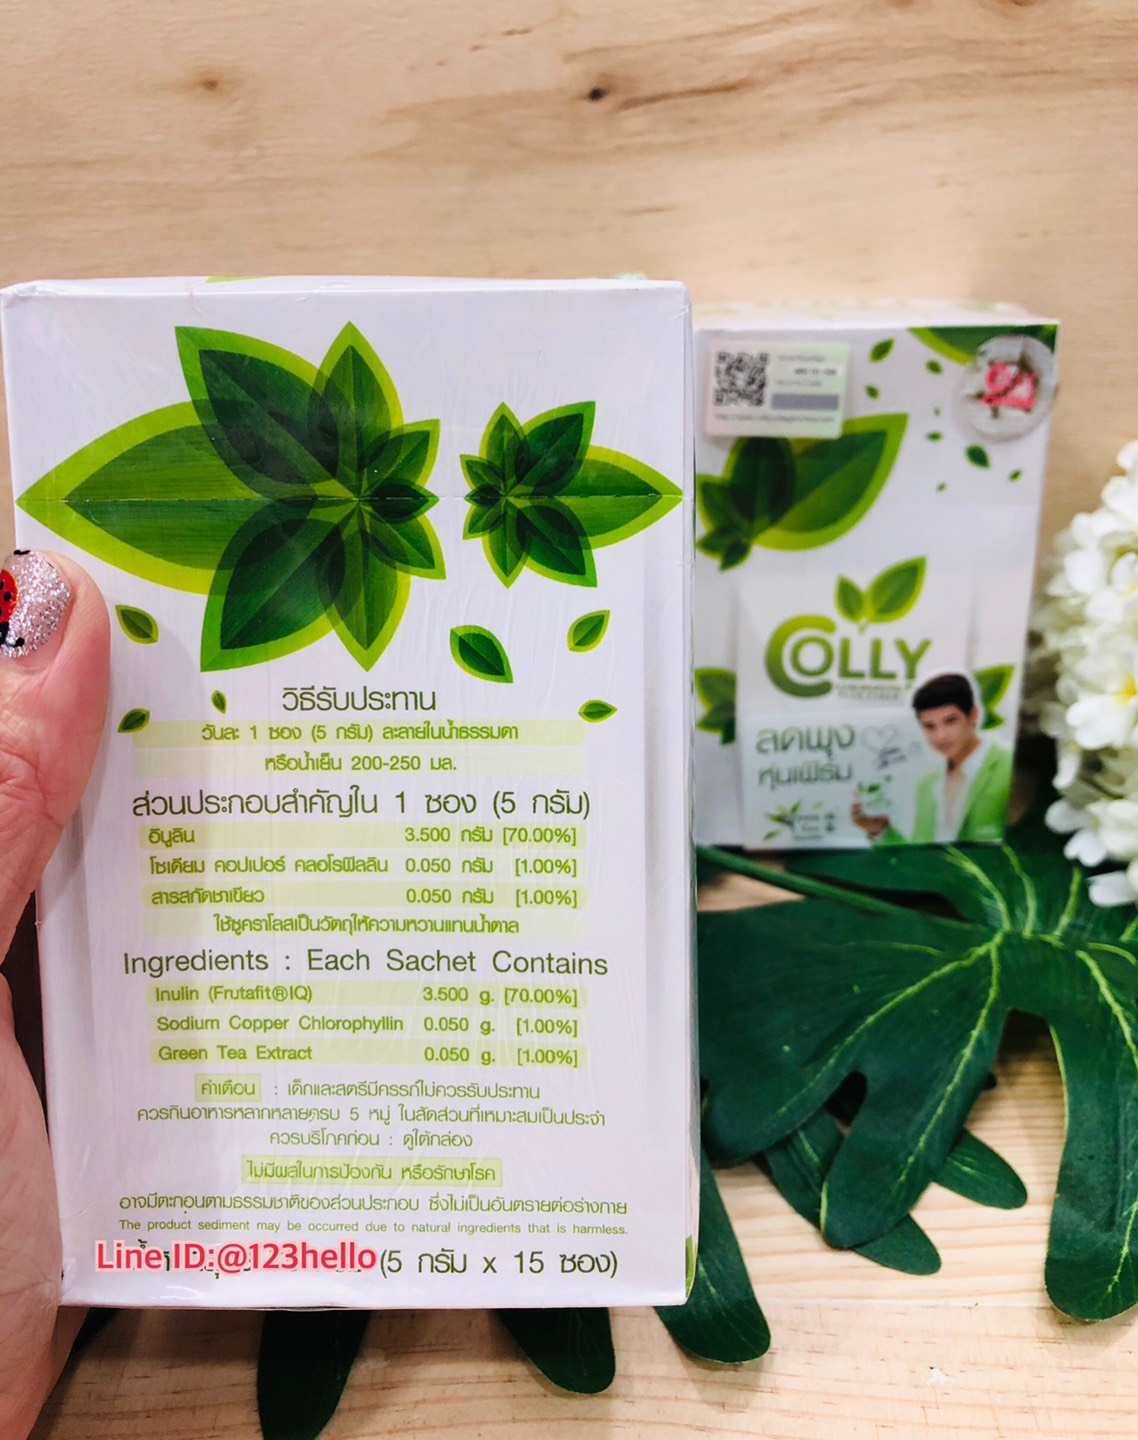 วิธีรับประทาน
วันละ 1 ซอง (5 กรัม) ละลายในน้ำธรรมดา
หรือน้ำเย็น 200-250 มล.
ส่วนประกอบสำคัญใน 1 ซอง (5 กรัม)
อินูลิน 3.500 กรัม [70.00%]
โซเดียม คอปเปอร์ คลอโรฟิลลิน 0.050 กรัม [1.00%]
สารสกัดชาเขียว 0.050 กรัม [1.00%]
ใช้ซูคราโลสเป็นวัตถุให้ความหวานแทนน้ำตาล
Ingredients : Each Sachet Contains
Inulin (Frutafit®IQ) 3.500 g. [70.00%]
Sodium Copper Chlorophyllin 0.050 g. [1.00%]
Green Tea Extract 0.050 g. [1.00%]
คำเตือน : เด็กและสตรีมีครรภ์ไม่ควรรับประทาน
ควรกินอาหารหลากหลายครบ 5 หมู่ ในสัดส่วนที่เหมาะสมเป็นประจำ
ควรบริโภคก่อน : ดูใต้กล่อง
ไม่มีผลในการป้องกัน หรือรักษาโรค
อาจมีตะกอนตามธรรมชาติของส่วนประกอบ ซึ่งไม่เป็นอันตรายต่อร่างกาย
The product sediment may be occurred due to natural ingredients that is harmless.
(5 กรัม x 15 ซอง)
Line ID:@123hello
COLLY
ลดพุง
หุ่นเฟิร์ม